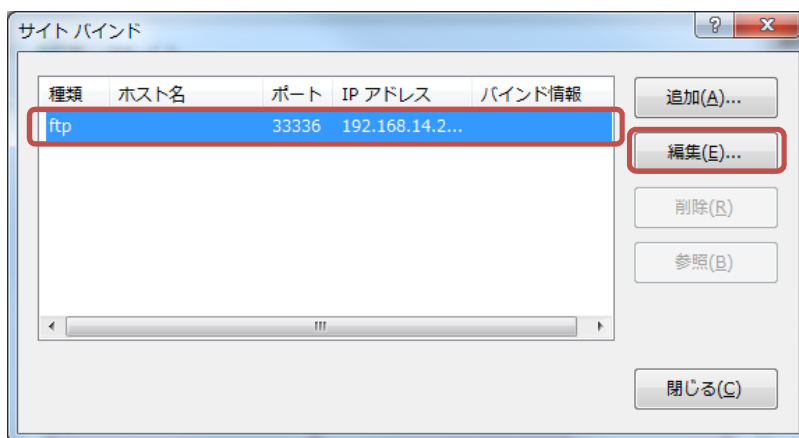 サイト バインド
種類 ホスト名 ポート IP アドレス バインド情報
ftp 33336 192.168.14.2...
追加(A)...
編集(E)...
削除(R)
参照(B)
閉じる(C)